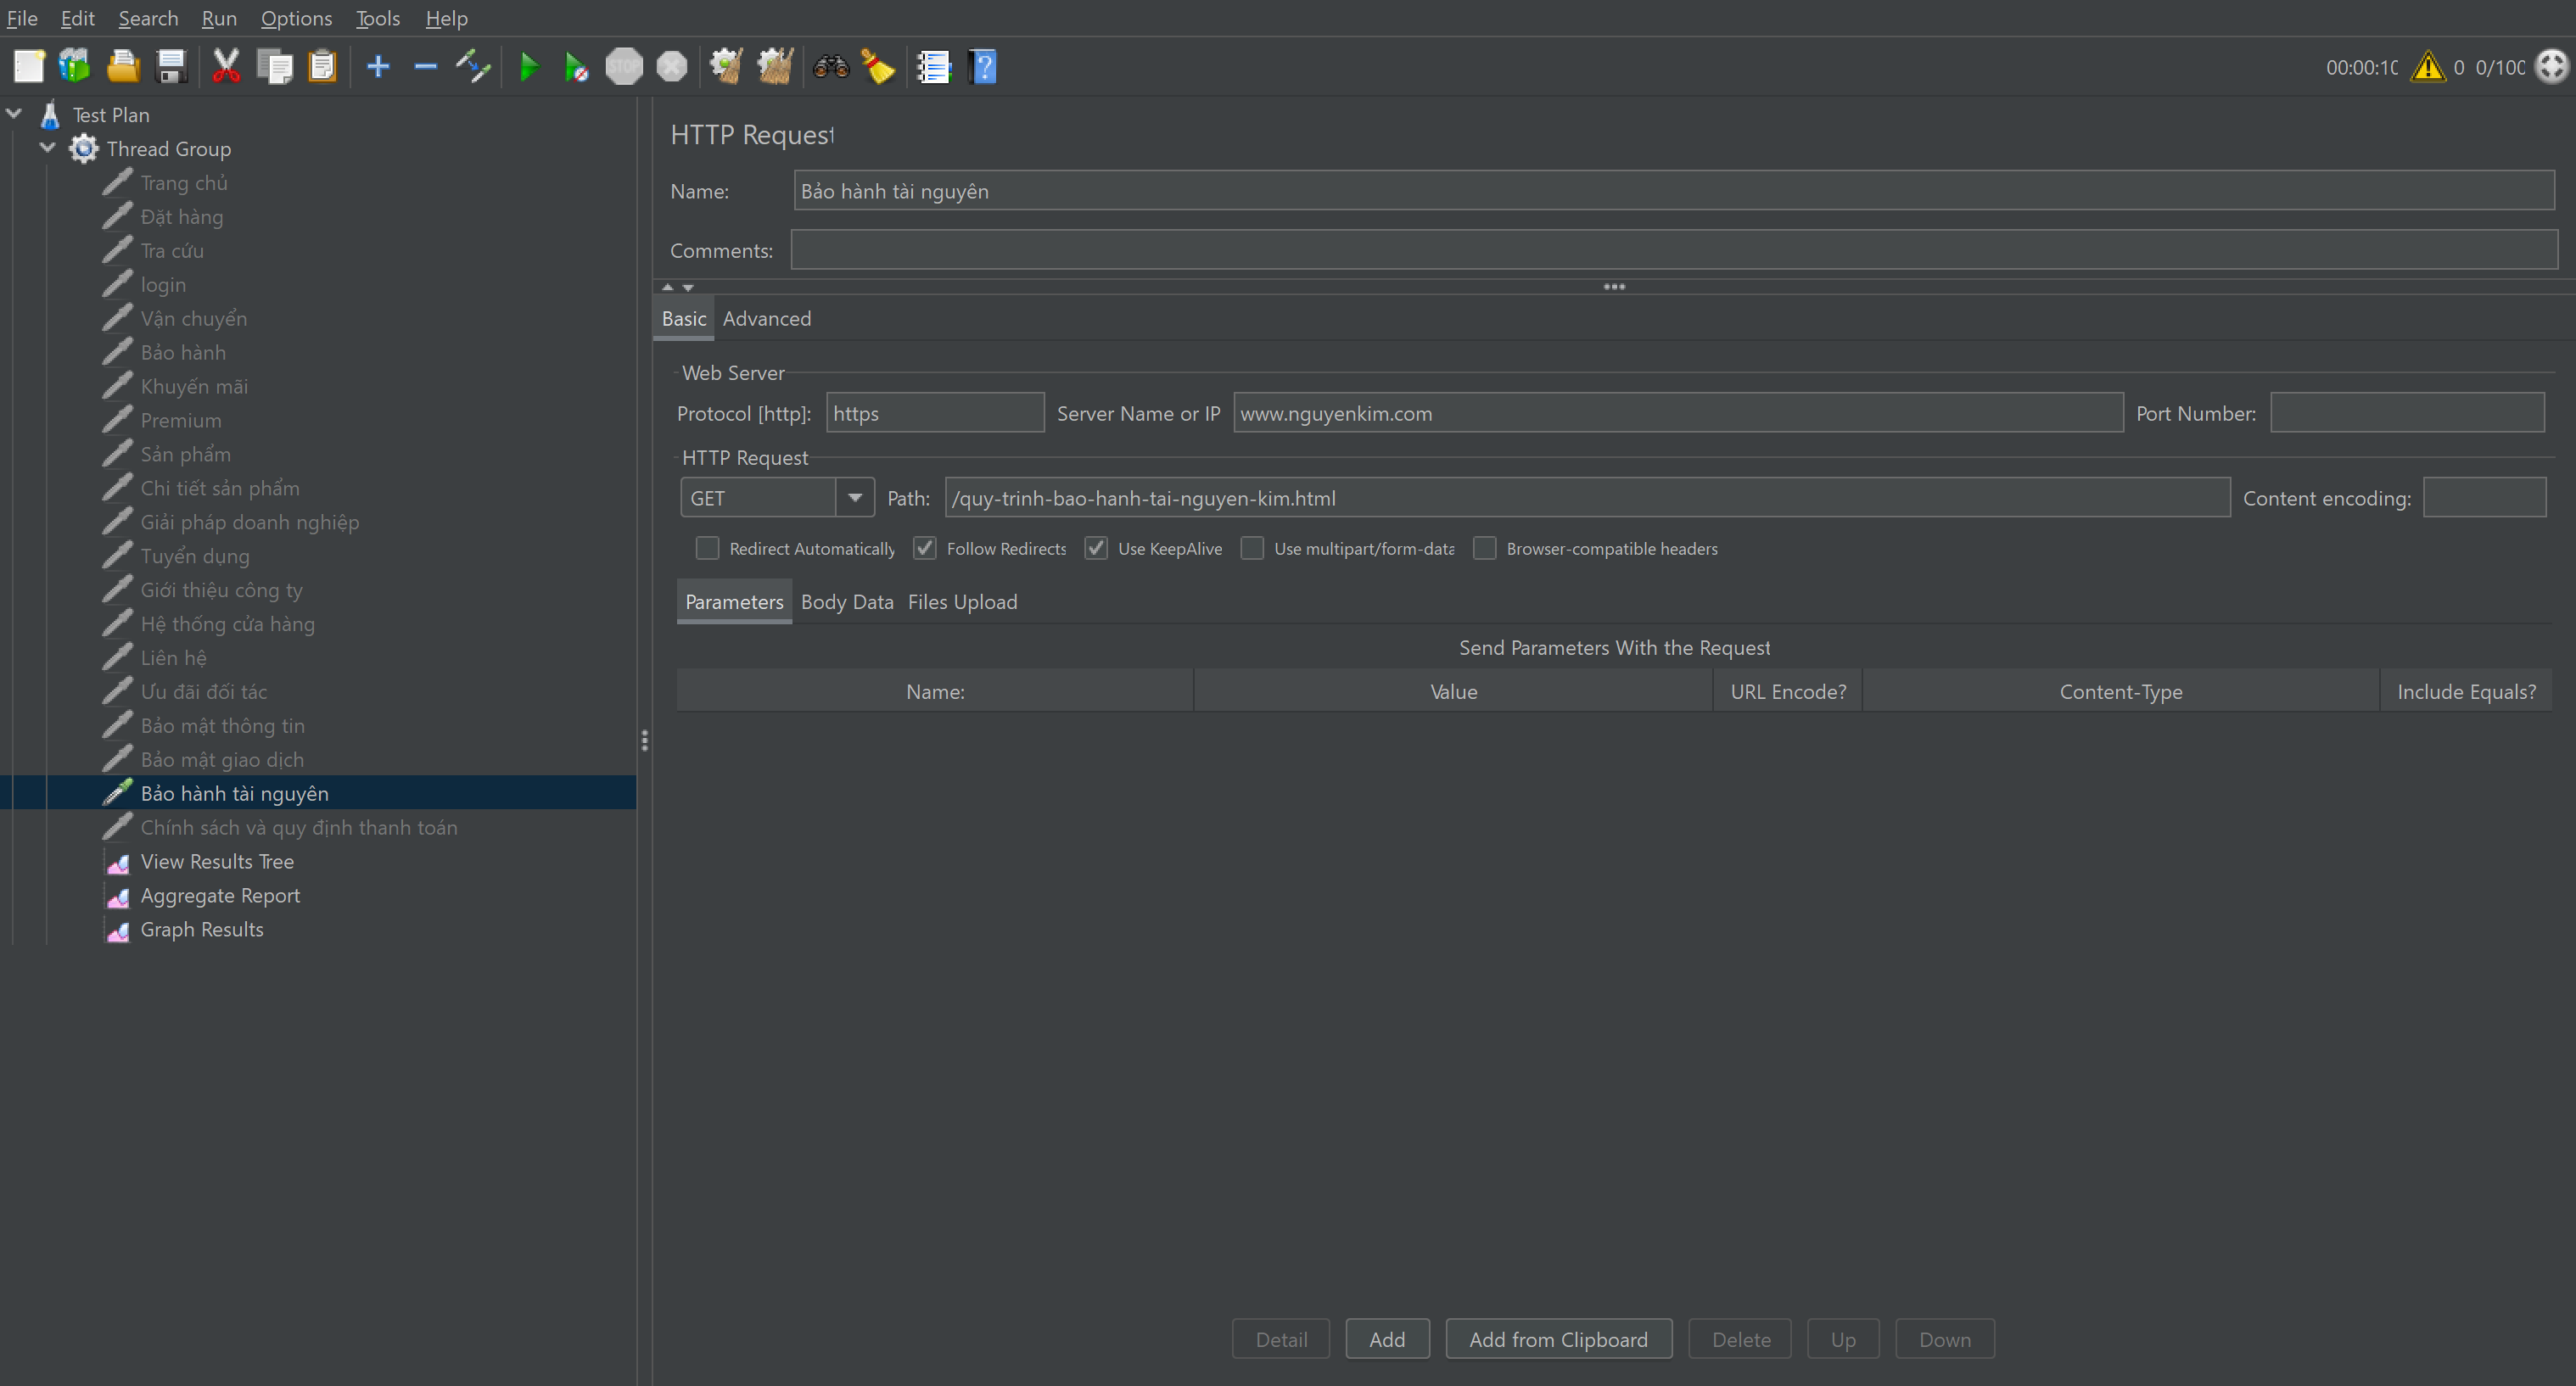 File Edit Search Run Options Tools Help
STOP
00:00:10 0 0/100
Test Plan
Thread Group
Trang chủ
Đặt hàng
Tra cứu
login
Vận chuyển
Bảo hành
Khuyến mãi
Premium
Sản phẩm
Chi tiết sản phẩm
Giải pháp doanh nghiệp
Tuyển dụng
Giới thiệu công ty
Hệ thống cửa hàng
Liên hệ
Ưu đãi đối tác
Bảo mật thông tin
Bảo mật giao dịch
Bảo hành tài nguyên
Chính sách và quy định thanh toán
View Results Tree
Aggregate Report
Graph Results
HTTP Request
Name: Bảo hành tài nguyên
Comments:
Basic Advanced
Web Server
Protocol [http]: https Server Name or IP www.nguyenkim.com Port Number:
HTTP Request
GET Path: /quy-trinh-bao-hanh-tai-nguyen-kim.html Content encoding:
Redirect Automatically Follow Redirects Use KeepAlive Use multipart/form-data Browser-compatible headers
Parameters Body Data Files Upload
Send Parameters With the Request
Name: Value URL Encode? Content-Type Include Equals?
Detail Add Add from Clipboard Delete Up Down